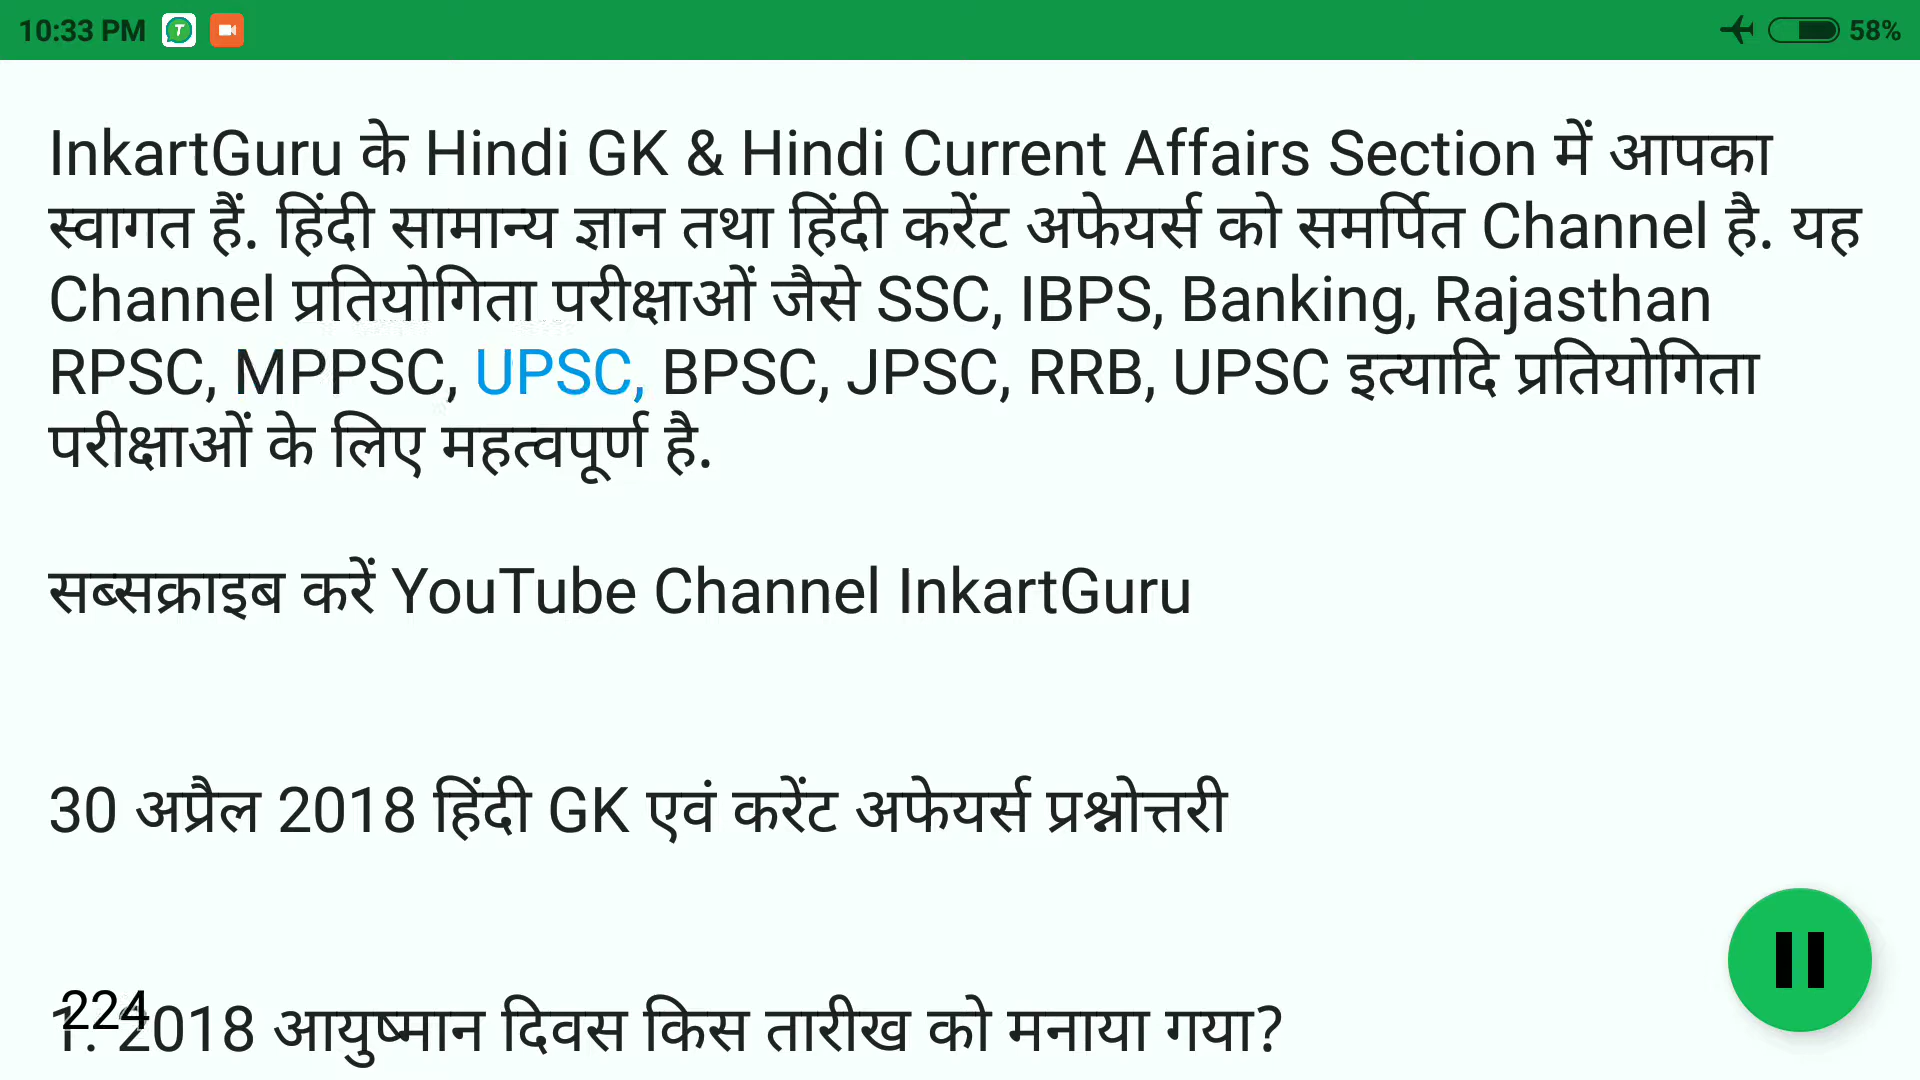 10:33 PM
58%
InkartGuru के Hindi GK & Hindi Current Affairs Section में आपका
स्वागत हैं. हिंदी सामान्य ज्ञान तथा हिंदी करेंट अफेयर्स को समर्पित Channel है. यह
Channel प्रतियोगिता परीक्षाओं जैसे SSC, IBPS, Banking, Rajasthan
RPSC, MPPSC, UPSC, BPSC, JPSC, RRB, UPSC इत्यादि प्रतियोगिता
परीक्षाओं के लिए महत्वपूर्ण है.
सब्सक्राइब करें YouTube Channel InkartGuru
30 अप्रैल 2018 हिंदी GK एवं करेंट अफेयर्स प्रश्नोत्तरी
224
1. 2018 आयुष्मान दिवस किस तारीख को मनाया गया?